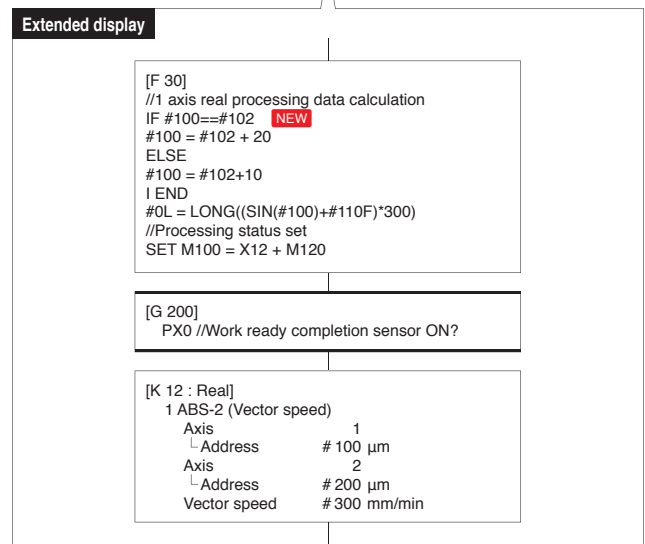 Extended display
[F 30]
//1 axis real processing data calculation
IF #100==#102 NEW
#100 = #102 + 20
ELSE
#100 = #102+10
I END
#0L = LONG((SIN(#100)+#110F)*300)
//Processing status set
SET M100 = X12 + M120
[G 200]
PX0 //Work ready completion sensor ON?
[K 12 : Real]
1 ABS-2 (Vector speed)
Axis 1
Address # 100 µm
Axis 2
Address # 200 µm
Vector speed # 300 mm/min